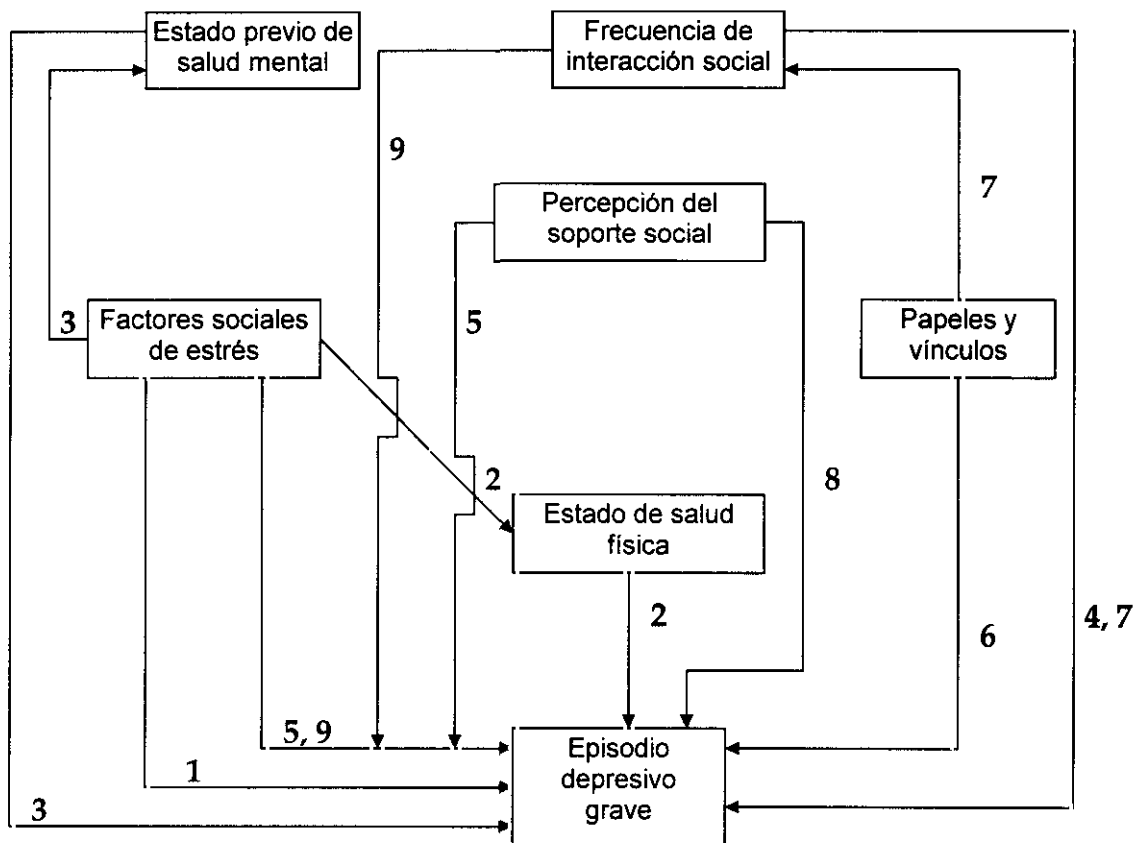 Estado previo de
salud mental
Frecuencia de
interacción social
9
7
Percepción del
soporte social
3
Factores sociales
de estrés
5
Papeles y
vínculos
2
8
Estado de salud
física
2
6
4, 7
5, 9
1
3
Episodio
depresivo
grave